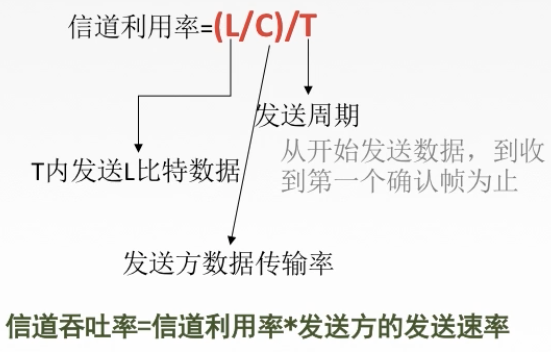 信道利用率=(L/C)/T
发送周期
从开始发送数据，到收
到第一个确认帧为止
T内发送L比特数据
发送方数据传输率
信道吞吐率=信道利用率*发送方的发送速率